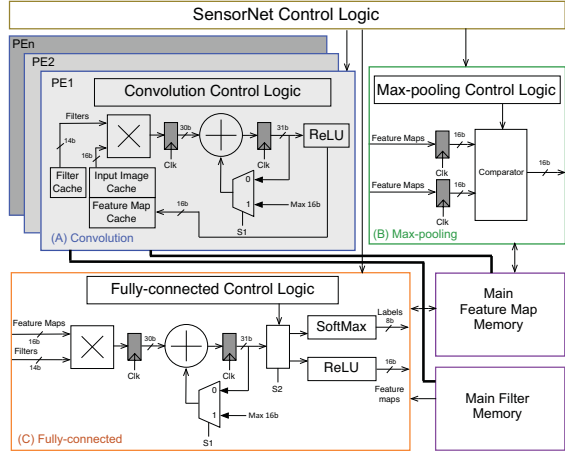 SensorNet Control Logic
PEn
PE2
PE1
Convolution Control Logic
Filters
14b
16b
30b
31b
ReLU
Clk
Clk
Filter
Cache
Input Image
Cache
Feature Map
Cache
16b
0
1
Max 16b
S1
(A) Convolution
Max-pooling Control Logic
Feature Maps
16b
Clk
Feature Maps
16b
Clk
Comparator
16b
(B) Max-pooling
Fully-connected Control Logic
Feature Maps
16b
Filters
14b
30b
Clk
31b
Clk
S2
SoftMax
Labels
8b
ReLU
16b
Feature
maps
0
1
Max 16b
S1
(C) Fully-connected
Main
Feature Map
Memory
Main Filter
Memory